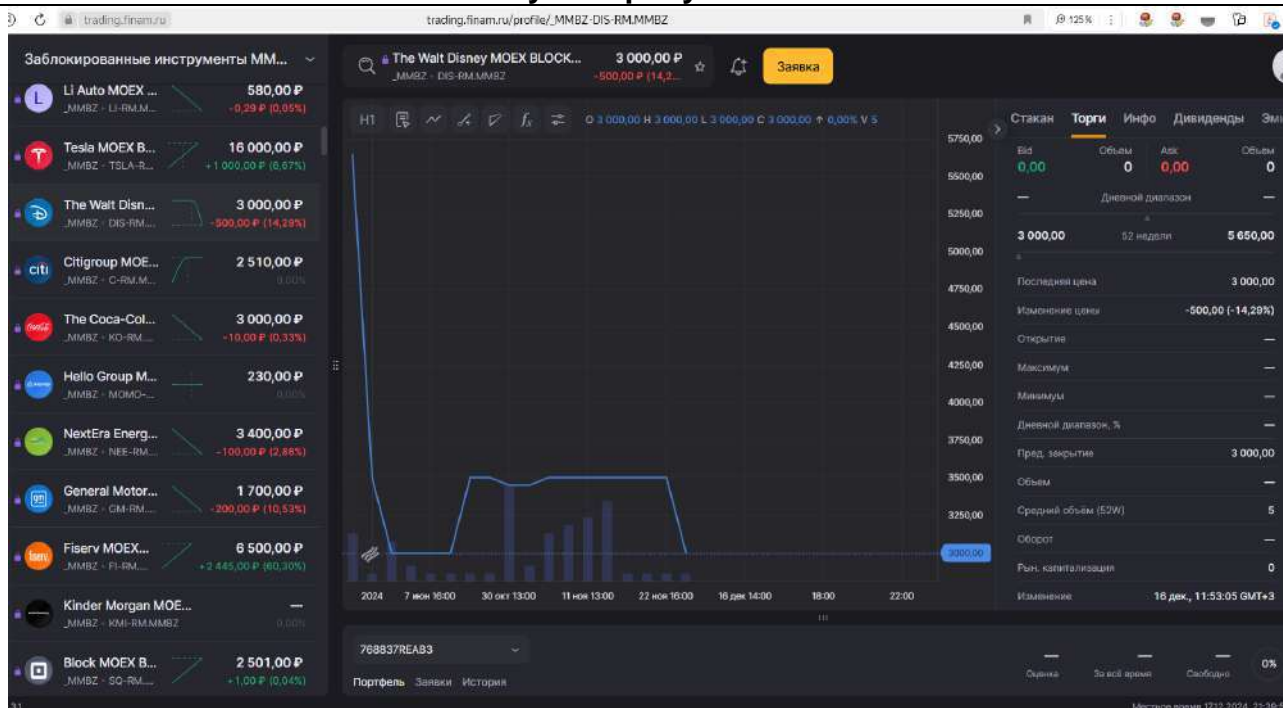 trading.finam.ru
trading.finam.ru/profile/_MMBZ-DIS-RM.MMBZ
125 %
Заблокированные инструменты ММ...
The Walt Disney MOEX BLOCK...
3 000,00 ₽
_MMBZ - DIS-RM.MMBZ
-500,00 ₽ (14,2...
Заявка
Li Auto MOEX ...
580,00 ₽
_MMBZ - LI-RM.M...
-0,29 ₽ (0,05%)
Tesla MOEX B...
16 000,00 ₽
_MMBZ - TSLA-R...
+1 000,00 ₽ (6,67%)
The Walt Disn...
3 000,00 ₽
_MMBZ - DIS-RM....
-500,00 ₽ (14,29%)
citi
Citigroup MOE...
2 510,00 ₽
_MMBZ - C-RM.M...
0,00%
The Coca-Col...
3 000,00 ₽
_MMBZ - KO-RM....
-10,00 ₽ (0,33%)
Hello Group M...
230,00 ₽
_MMBZ - MOMO-...
0,00%
NextEra Energ...
3 400,00 ₽
_MMBZ - NEE-RM...
-100,00 ₽ (2,86%)
gm
General Motor...
1 700,00 ₽
_MMBZ - GM-RM....
-200,00 ₽ (10,53%)
fiserv
Fiserv MOEX...
6 500,00 ₽
_MMBZ - FI-RM....
+2 445,00 ₽ (60,30%)
Kinder Morgan MOE...
—
_MMBZ - KMI-RM.MMBZ
0,00%
Block MOEX B...
2 501,00 ₽
_MMBZ - SQ-RM....
+1,00 ₽ (0,04%)
H1
O 3 000,00 H 3 000,00 L 3 000,00 C 3 000,00 ↑ 0,00% V 5
5750,00
5500,00
5250,00
5000,00
4750,00
4500,00
4250,00
4000,00
3750,00
3500,00
3250,00
3000,00
2024
7 июн 16:00
30 окт 13:00
11 ноя 13:00
22 ноя 16:00
16 дек 14:00
18:00
22:00
Стакан Торги Инфо Дивиденды Эми
Bid Объем Ask Объем
0,00 0 0,00 0
— Дневной диапазон —
3 000,00 52 недели 5 650,00
Последняя цена 3 000,00
Изменение цены -500,00 (-14,29%)
Открытие —
Максимум —
Минимум —
Дневной диапазон, % —
Пред. закрытие 3 000,00
Объем —
Средний объём (52W) 5
Оборот —
Рын. капитализация 0
Изменение 16 дек., 11:53:05 GMT+3
768837REAB3
Портфель Заявки История
— — —
Оценка За всё время Свободно
0%
Местное время 17.12.2024, 21:39: